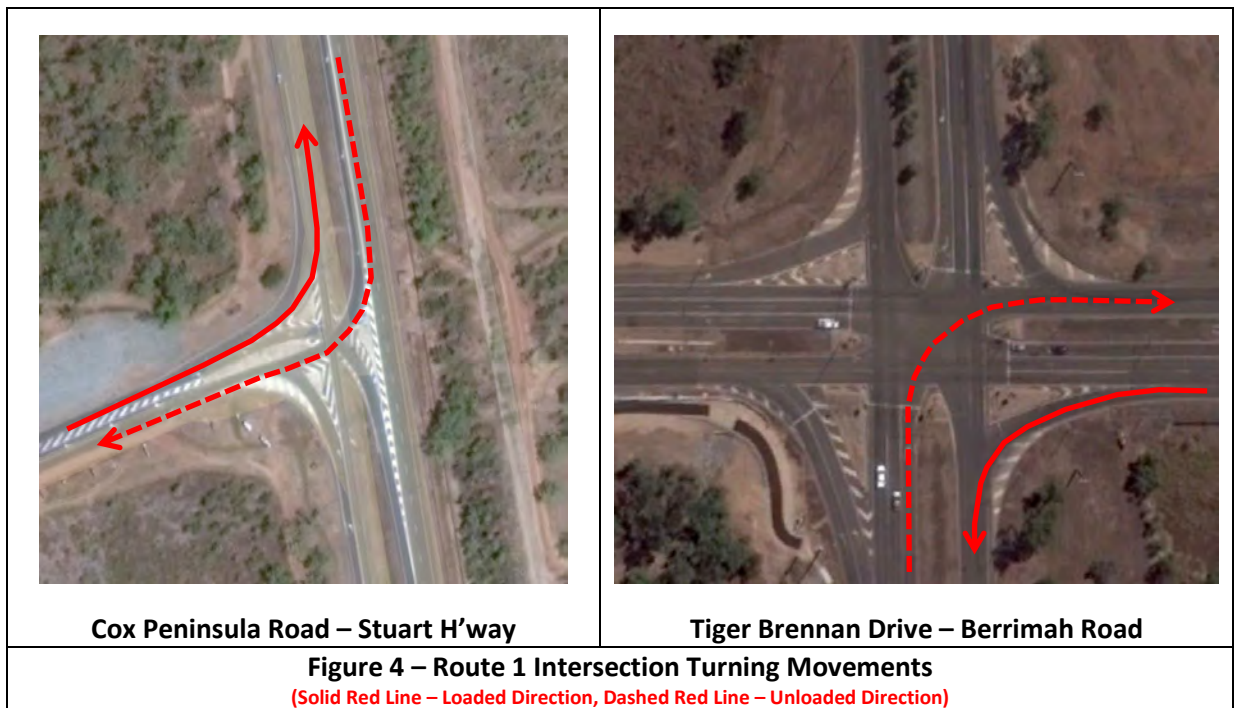 Cox Peninsula Road – Stuart H’way
Tiger Brennan Drive – Berrimah Road
Figure 4 – Route 1 Intersection Turning Movements
(Solid Red Line – Loaded Direction, Dashed Red Line – Unloaded Direction)